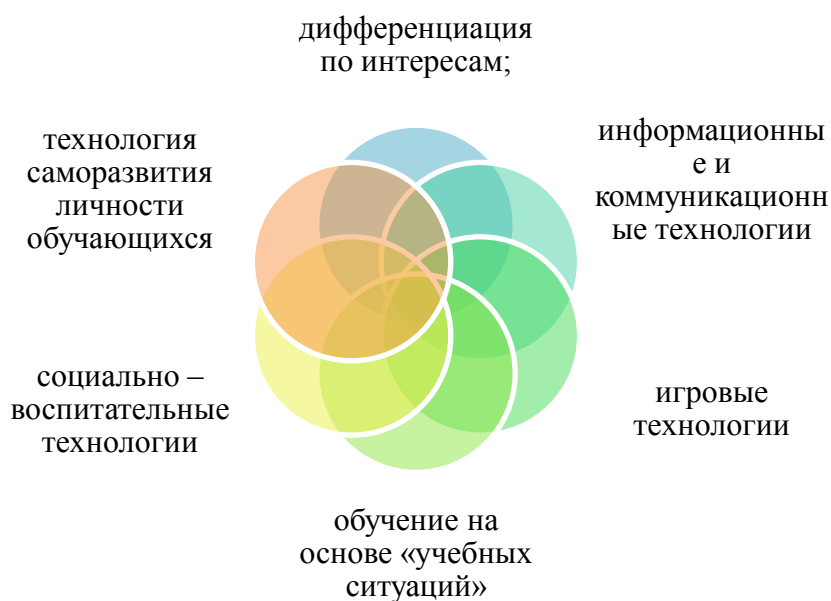 дифференциация
по интересам;
информационны
е и
коммуникационн
ые технологии
игровые
технологии
обучение на
основе «учебных
ситуаций»
социально –
воспитательные
технологии
технология
саморазвития
личности
обучающихся